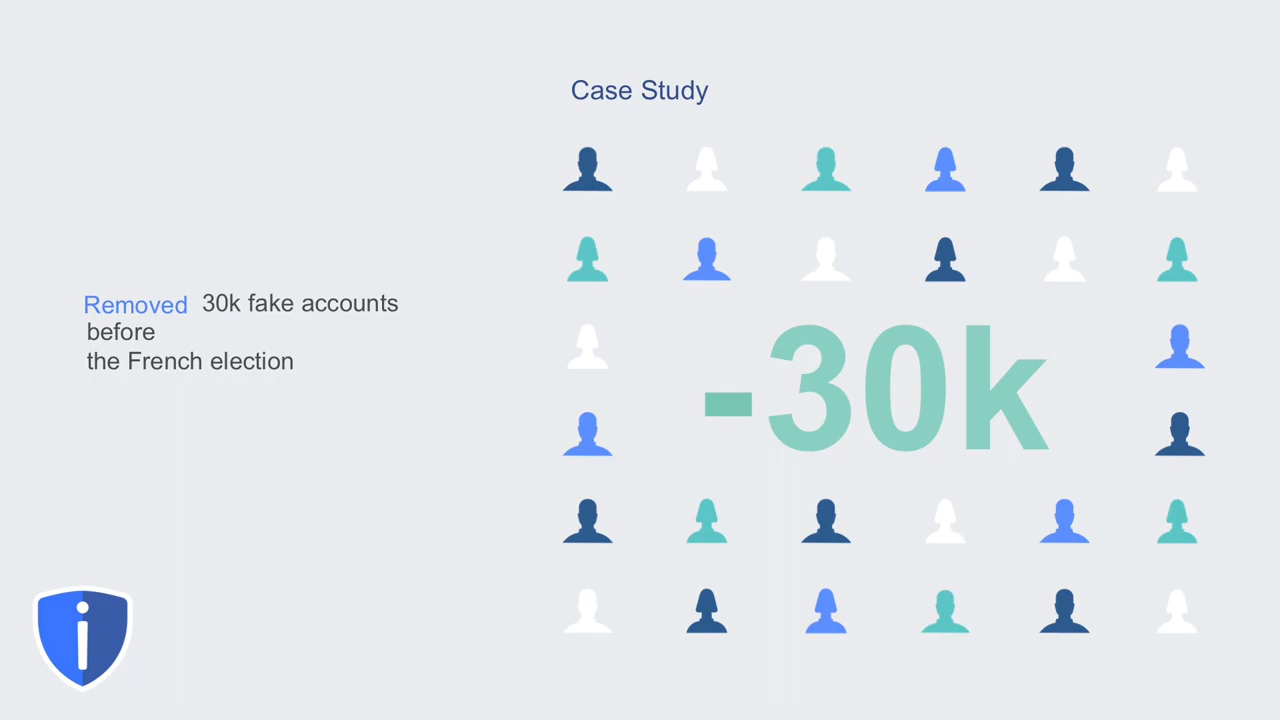 Case Study
Removed 30k fake accounts
before
the French election
-30k